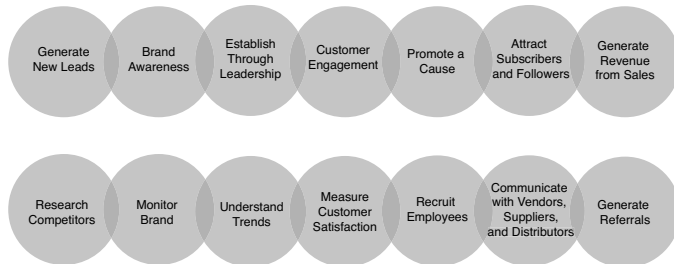 Generate
New Leads
Brand
Awareness
Establish
Through
Leadership
Customer
Engagement
Promote a
Cause
Attract
Subscribers
and Followers
Generate
Revenue
from Sales
Research
Competitors
Monitor
Brand
Understand
Trends
Measure
Customer
Satisfaction
Recruit
Employees
Communicate
with Vendors,
Suppliers,
and Distributors
Generate
Referrals